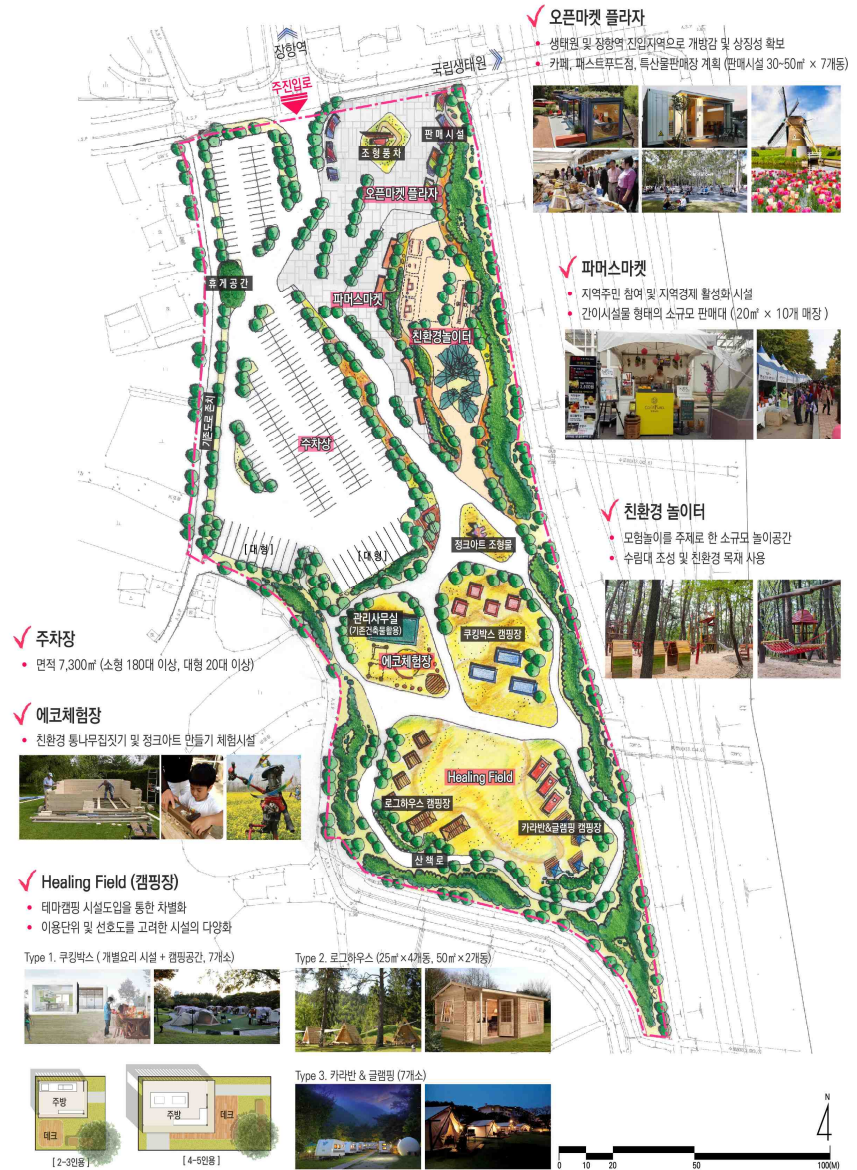 오픈마켓 플라자
• 생태원 및 장항역 진입지역으로 개방감 및 상징성 확보
• 카페, 패스트푸드점, 특산물판매장 계획 (판매시설 30~50㎡ × 7개동)
장항역
국립생태원
주진입로
판매시설
조형풍차
오픈마켓 플라자
휴게공간
파머스마켓
친환경놀이터
기존도로 존치
주차장
[ 대형 ]
[ 대형 ]
정크아트 조형물
관리사무실
(기존건축물활용)
에코체험장
쿠킹박스 캠핑장
Healing Field
로그하우스 캠핑장
카라반&글램핑 캠핑장
산책로
파머스마켓
• 지역주민 참여 및 지역경제 활성화 시설
• 간이시설물 형태의 소규모 판매대 ( 20㎡ × 10개 매장 )
친환경 놀이터
• 모험놀이를 주제로 한 소규모 놀이공간
• 수림대 조성 및 친환경 목재 사용
주차장
• 면적 7,300㎡ (소형 180대 이상, 대형 20대 이상)
에코체험장
• 친환경 통나무집짓기 및 정크아트 만들기 체험시설
Healing Field (캠핑장)
• 테마캠핑 시설도입을 통한 차별화
• 이용단위 및 선호도를 고려한 시설의 다양화
Type 1. 쿠킹박스 ( 개별요리 시설 + 캠핑공간, 7개소)
주방
데크
[ 2-3인용 ]
주방
데크
[ 4-5인용 ]
Type 2. 로그하우스 (25㎡×4개동, 50㎡×2개동)
Type 3. 카라반 & 글램핑 (7개소)
N
0 10 20 50 100(M)